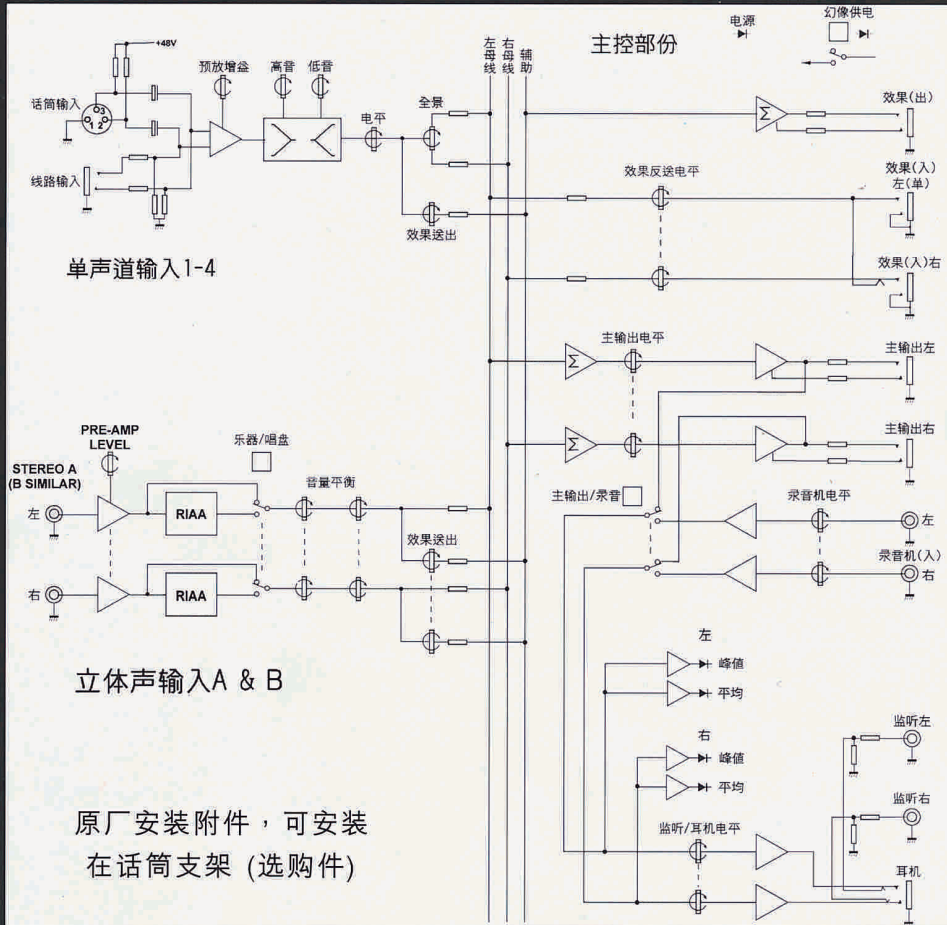 +48V
话筒输入
3
1 2
线路输入
预放增益
高音
低音
电平
全景
效果送出
单声道输入1-4
左母线
右母线
辅助
主控部份
电源
幻像供电
Σ
效果(出)
效果反送电平
效果(入)
左(单)
效果(入)右
主输出电平
Σ
主输出左
Σ
主输出右
PRE-AMP
LEVEL
STEREO A
(B SIMILAR)
乐器/唱盘
音量平衡
左
RIAA
效果送出
右
RIAA
立体声输入A & B
主输出/录音
录音机电平
左
录音机(入)
右
左
峰值
平均
右
峰值
平均
监听左
监听右
监听/耳机电平
耳机
原厂安装附件，可安装
在话筒支架 (选购件)